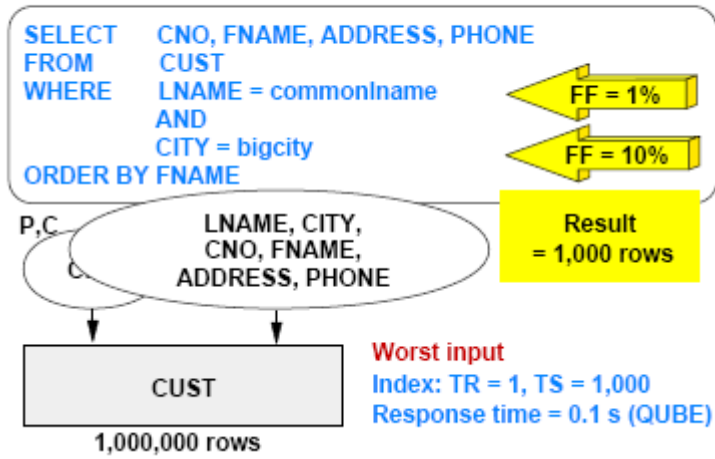 SELECT CNO, FNAME, ADDRESS, PHONE
FROM CUST
WHERE LNAME = commonlname
AND
CITY = bigcity
ORDER BY FNAME
FF = 1%
FF = 10%
P,C
C
LNAME, CITY,
CNO, FNAME,
ADDRESS, PHONE
Result
= 1,000 rows
CUST
1,000,000 rows
Worst input
Index: TR = 1, TS = 1,000
Response time = 0.1 s (QUBE)